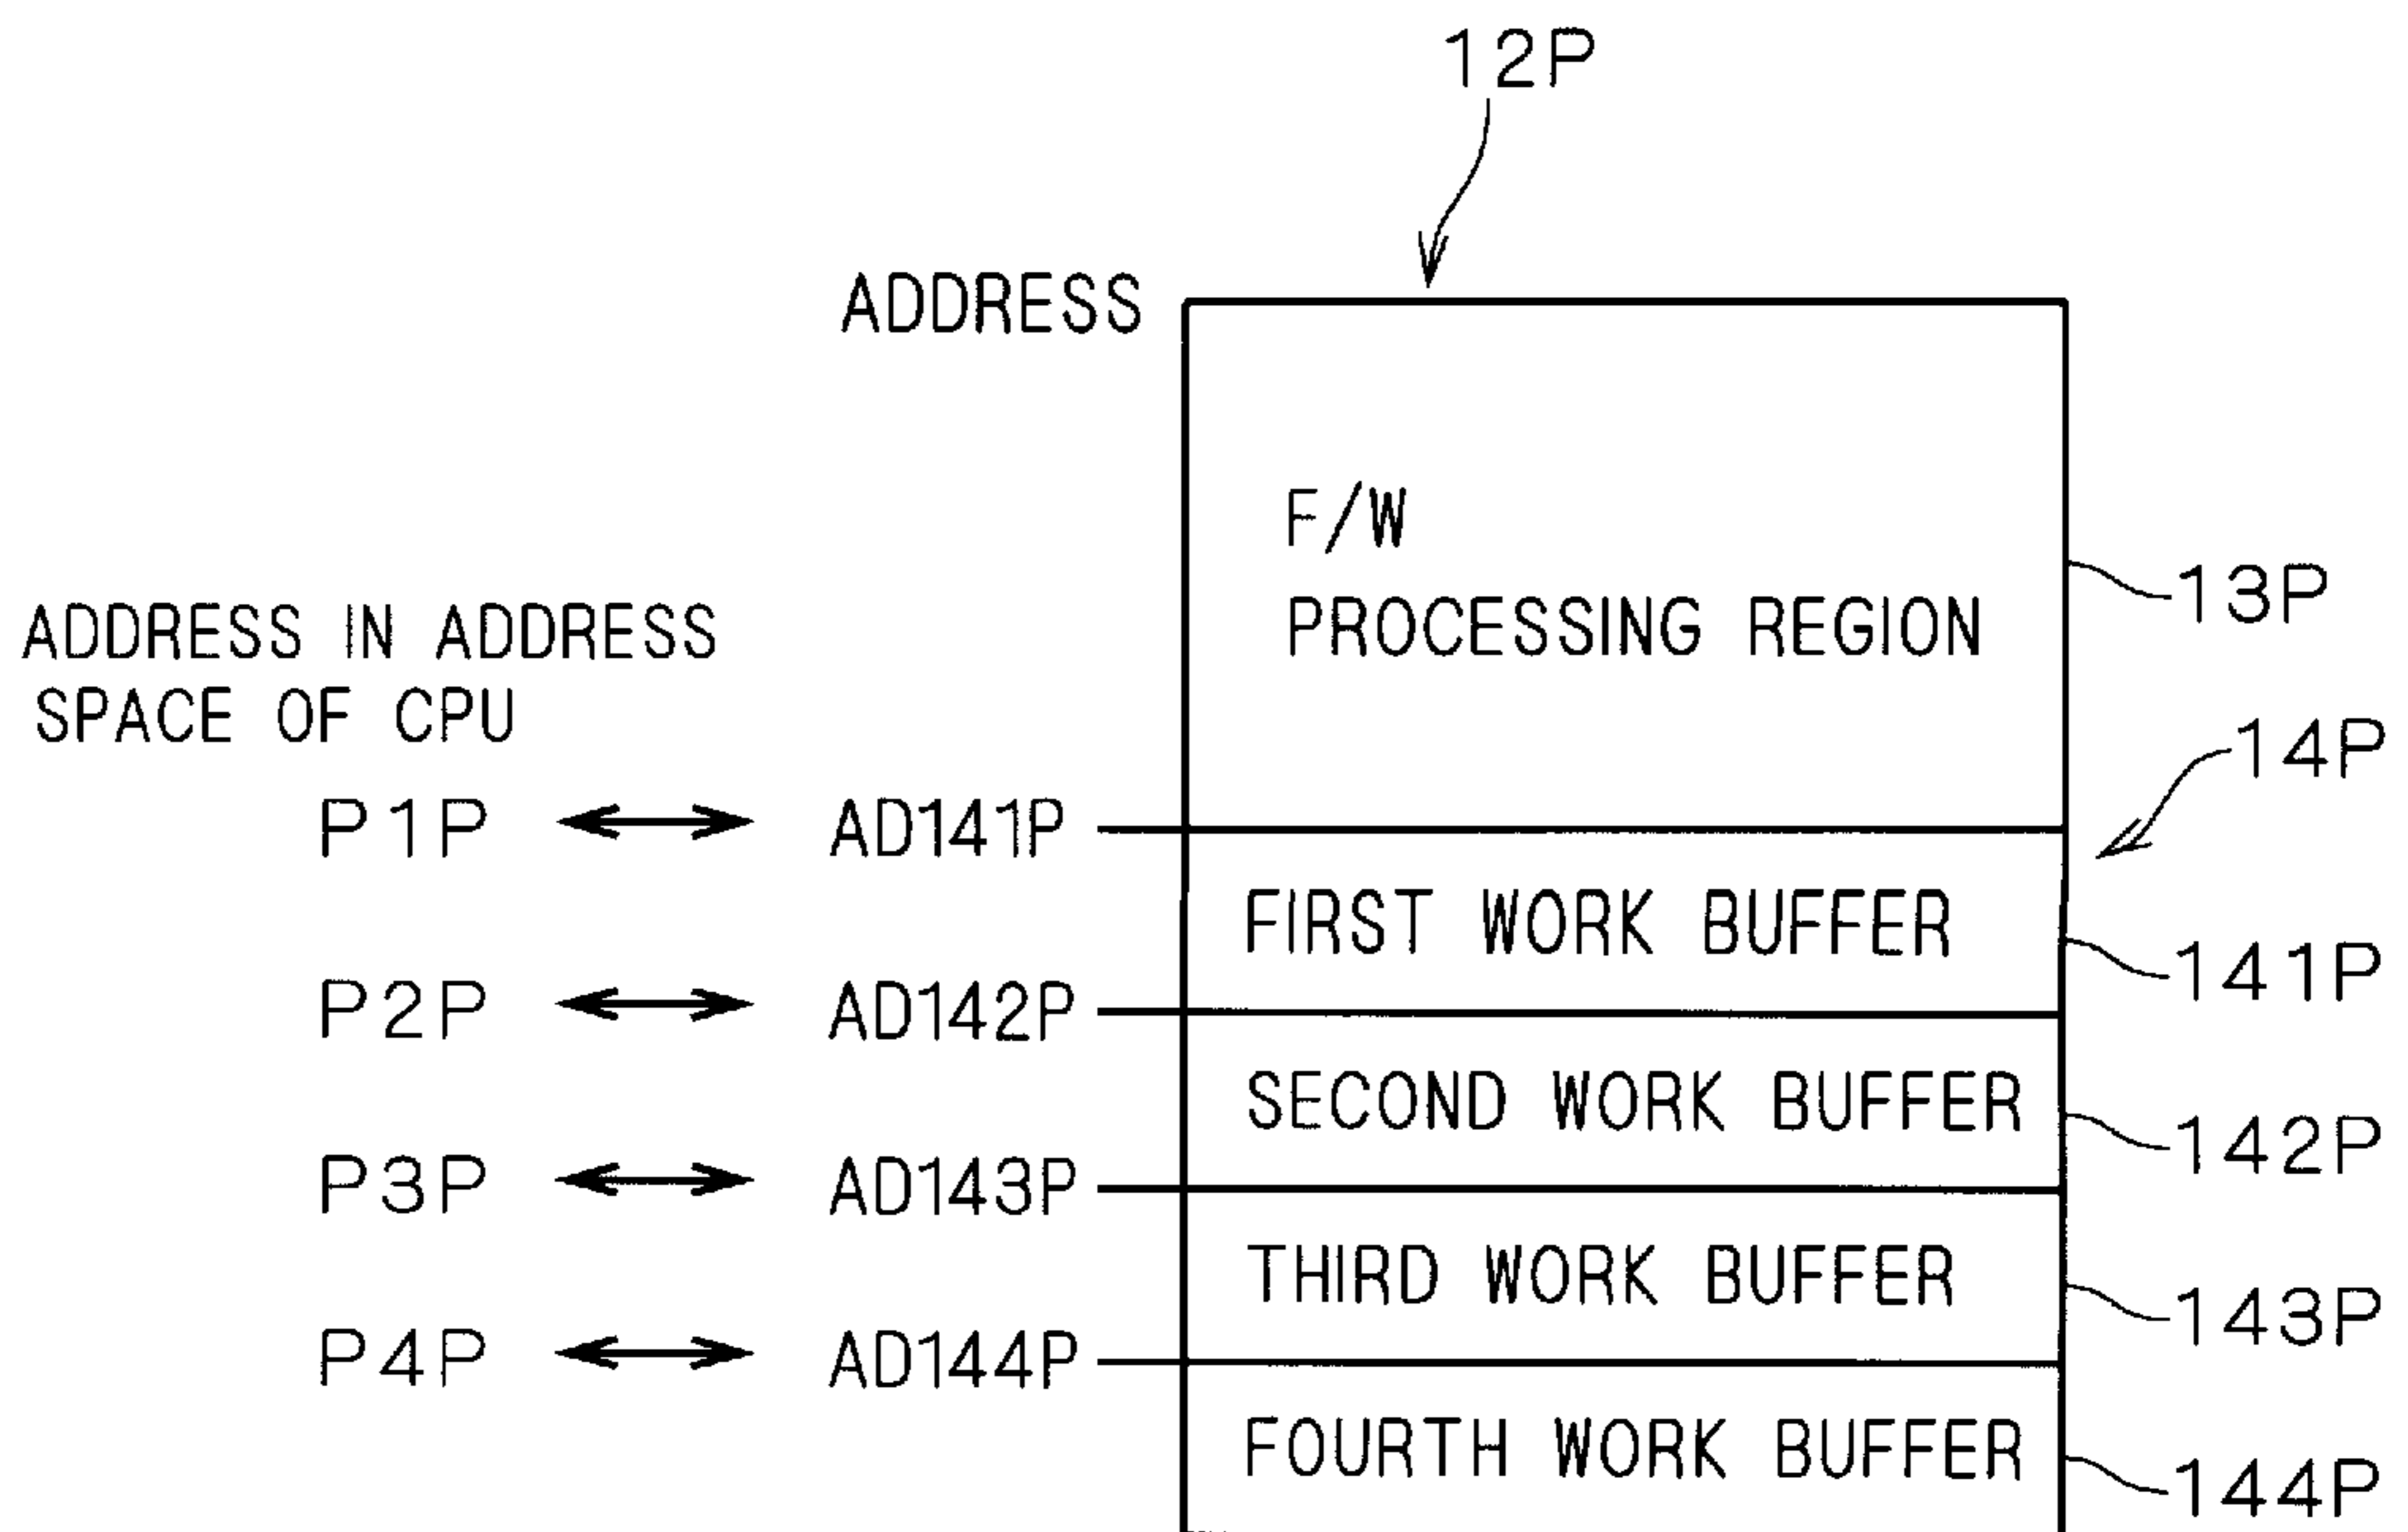 12P
ADDRESS
F/W
PROCESSING REGION
13P
ADDRESS IN ADDRESS
SPACE OF CPU
14P
P1P AD141P
FIRST WORK BUFFER
141P
P2P AD142P
SECOND WORK BUFFER
142P
P3P AD143P
THIRD WORK BUFFER
143P
P4P AD144P
FOURTH WORK BUFFER
144P